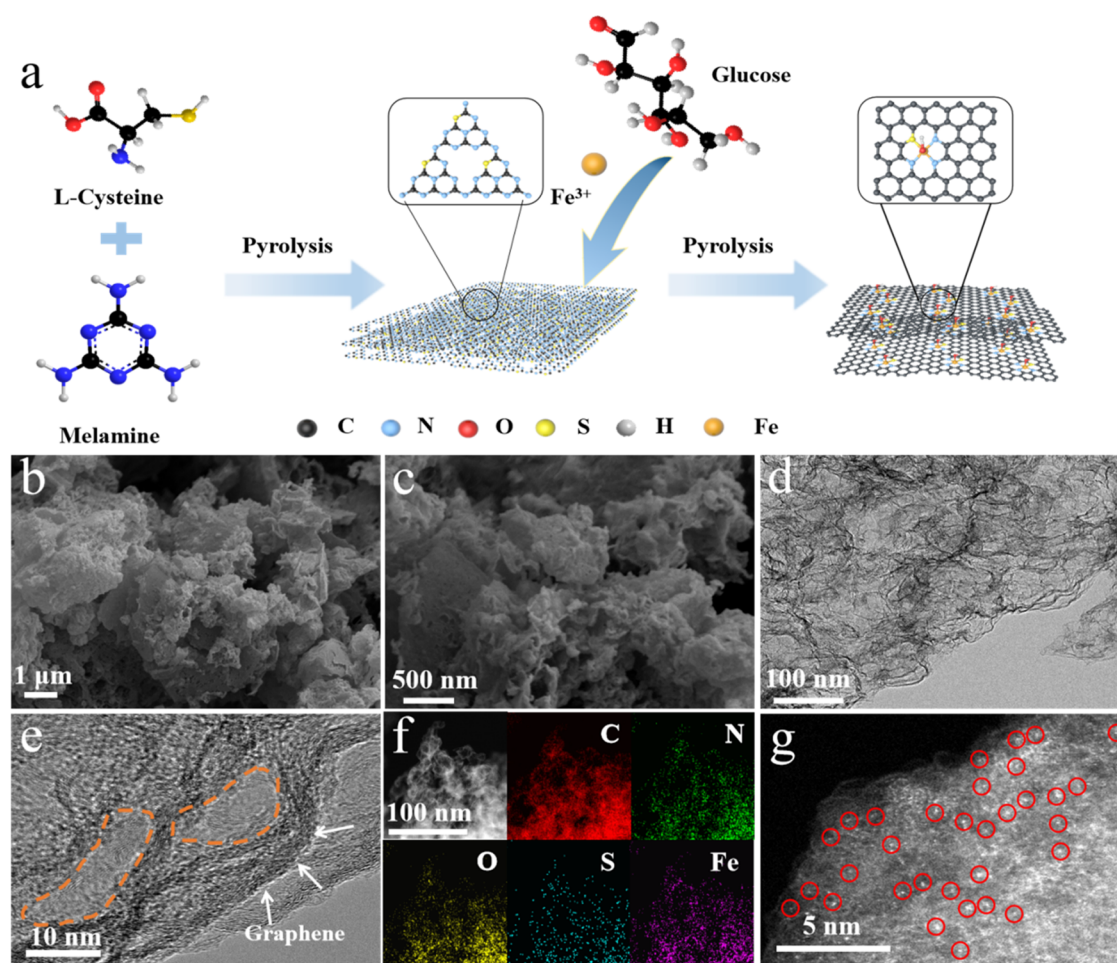 a
Glucose
L-Cysteine
Fe³⁺
Pyrolysis
Pyrolysis
Melamine
C N O S H Fe
b
c
d
1 μm
500 nm
100 nm
e
f
C
N
g
100 nm
O
S
Fe
Graphene
10 nm
5 nm